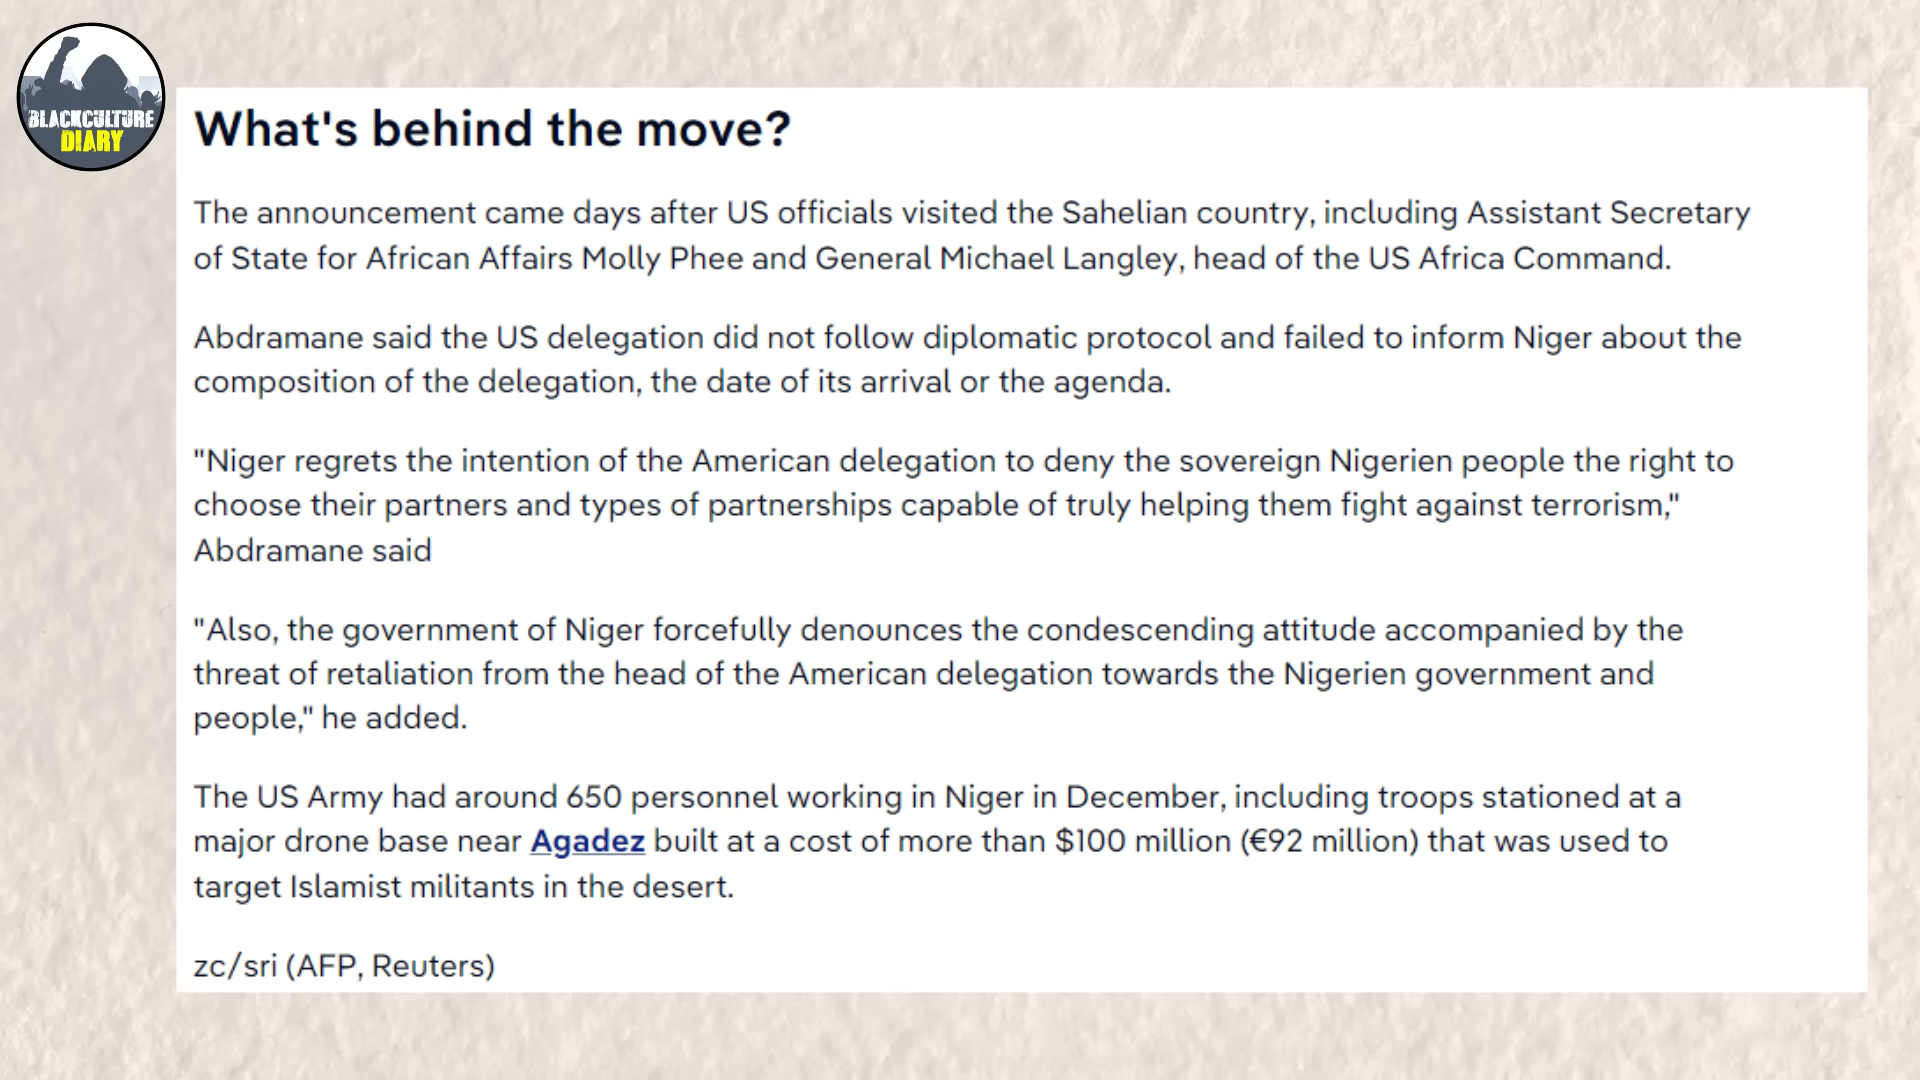 BLACKCULTURE
DIARY
What's behind the move?
The announcement came days after US officials visited the Sahelian country, including Assistant Secretary
of State for African Affairs Molly Phee and General Michael Langley, head of the US Africa Command.
Abdramane said the US delegation did not follow diplomatic protocol and failed to inform Niger about the
composition of the delegation, the date of its arrival or the agenda.
"Niger regrets the intention of the American delegation to deny the sovereign Nigerien people the right to
choose their partners and types of partnerships capable of truly helping them fight against terrorism,"
Abdramane said
"Also, the government of Niger forcefully denounces the condescending attitude accompanied by the
threat of retaliation from the head of the American delegation towards the Nigerien government and
people," he added.
The US Army had around 650 personnel working in Niger in December, including troops stationed at a
major drone base near Agadez built at a cost of more than $100 million (€92 million) that was used to
target Islamist militants in the desert.
zc/sri (AFP, Reuters)